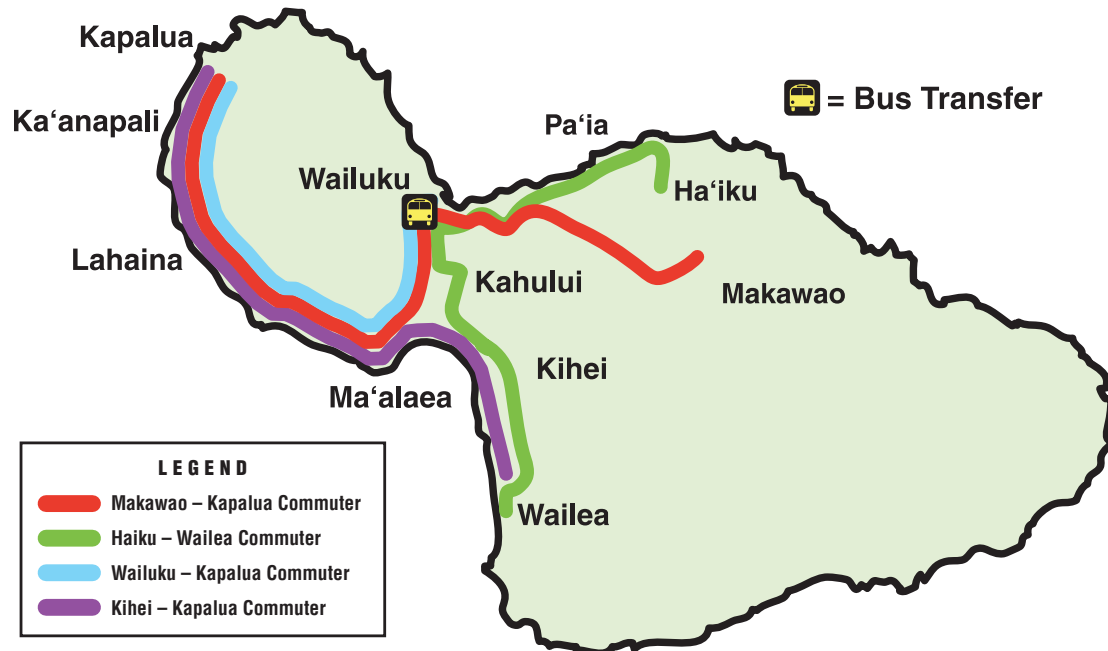 Kapalua
= Bus Transfer
Ka‘anapali
Pa‘ia
Wailuku
Ha‘iku
Lahaina
Kahului
Makawao
Kihei
Ma‘alaea
Wailea
LEGEND
Makawao – Kapalua Commuter
Haiku – Wailea Commuter
Wailuku – Kapalua Commuter
Kihei – Kapalua Commuter